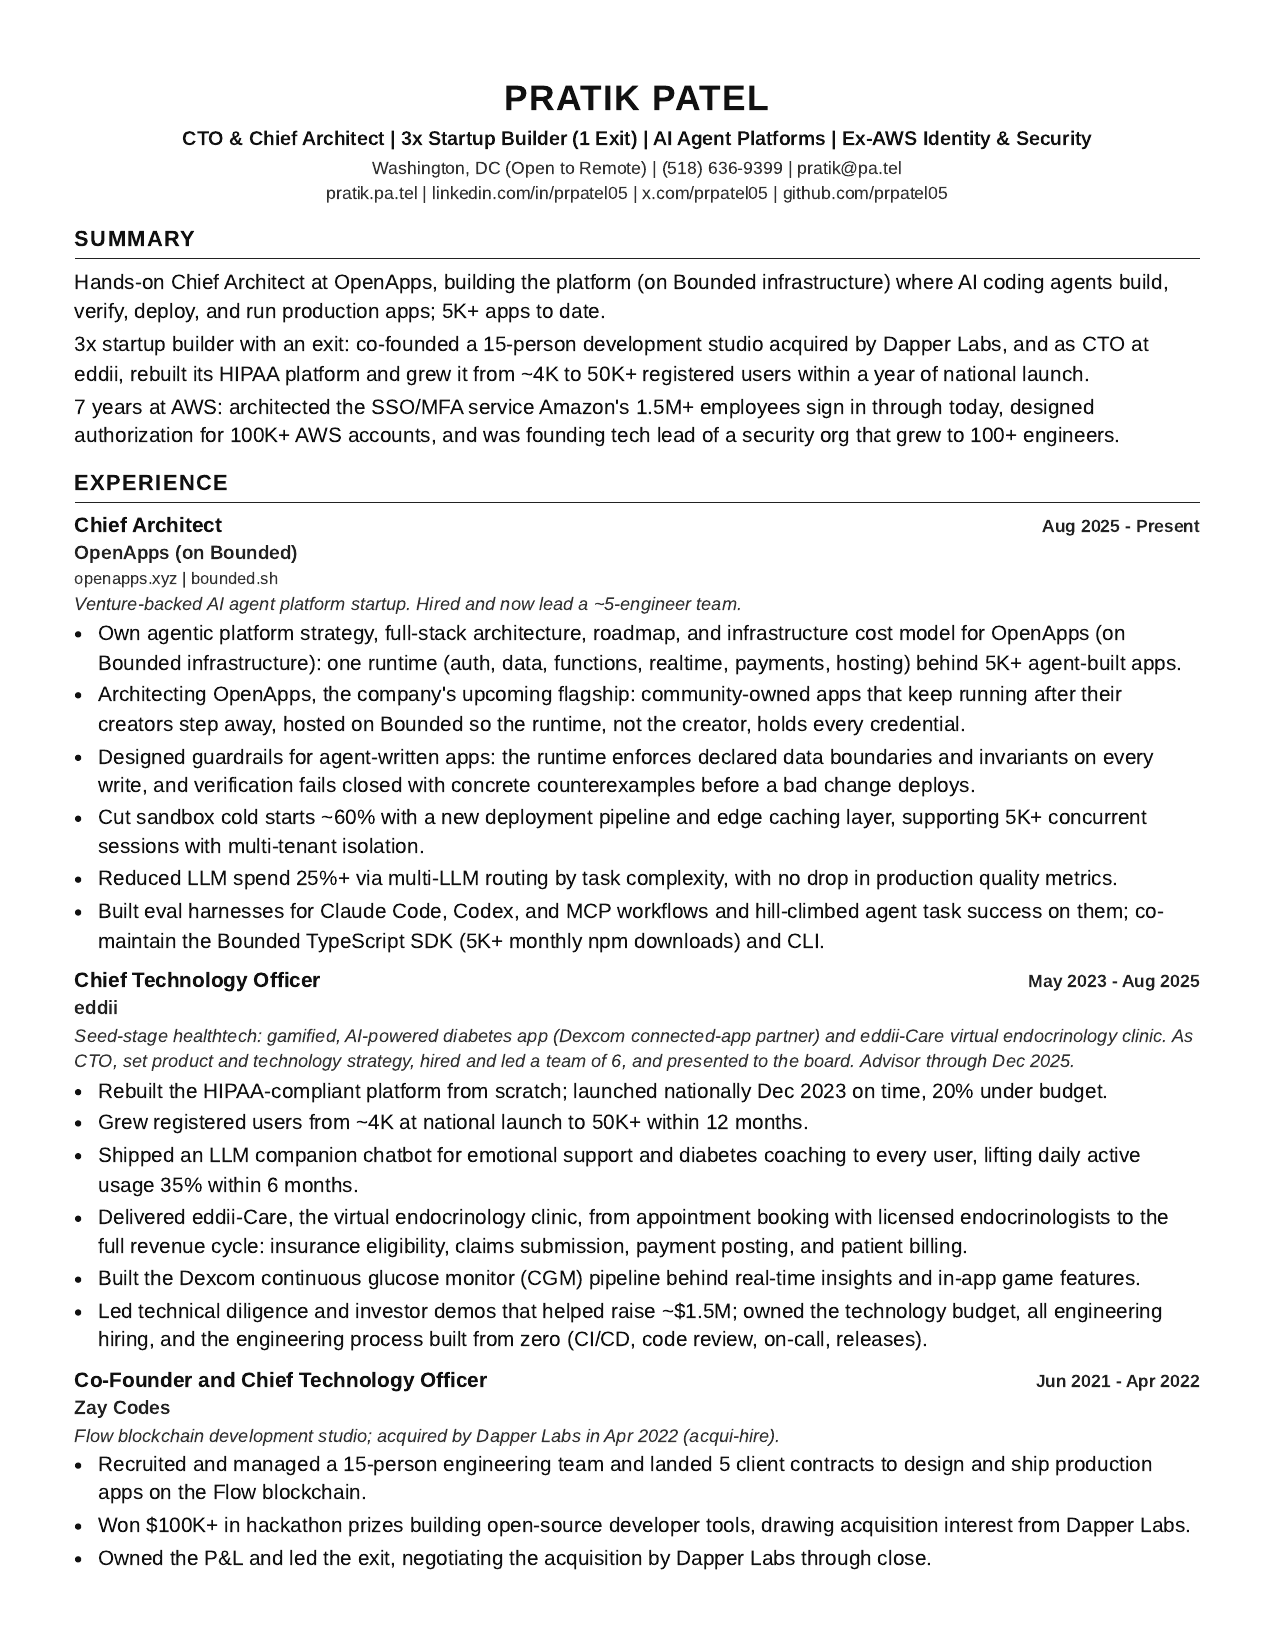 PRATIK PATEL
CTO & Chief Architect | 3x Startup Builder (1 Exit) | AI Agent Platforms | Ex-AWS Identity & Security
Washington, DC (Open to Remote) | (518) 636-9399 | pratik@pa.tel
pratik.pa.tel | linkedin.com/in/prpatel05 | x.com/prpatel05 | github.com/prpatel05
SUMMARY
Hands-on Chief Architect at OpenApps, building the platform (on Bounded infrastructure) where AI coding agents build,
verify, deploy, and run production apps; 5K+ apps to date.
3x startup builder with an exit: co-founded a 15-person development studio acquired by Dapper Labs, and as CTO at
eddii, rebuilt its HIPAA platform and grew it from ~4K to 50K+ registered users within a year of national launch.
7 years at AWS: architected the SSO/MFA service Amazon's 1.5M+ employees sign in through today, designed
authorization for 100K+ AWS accounts, and was founding tech lead of a security org that grew to 100+ engineers.
EXPERIENCE
Chief Architect Aug 2025 - Present
OpenApps (on Bounded)
openapps.xyz | bounded.sh
Venture-backed AI agent platform startup. Hired and now lead a ~5-engineer team.
• Own agentic platform strategy, full-stack architecture, roadmap, and infrastructure cost model for OpenApps (on
Bounded infrastructure): one runtime (auth, data, functions, realtime, payments, hosting) behind 5K+ agent-built apps.
• Architecting OpenApps, the company's upcoming flagship: community-owned apps that keep running after their
creators step away, hosted on Bounded so the runtime, not the creator, holds every credential.
• Designed guardrails for agent-written apps: the runtime enforces declared data boundaries and invariants on every
write, and verification fails closed with concrete counterexamples before a bad change deploys.
• Cut sandbox cold starts ~60% with a new deployment pipeline and edge caching layer, supporting 5K+ concurrent
sessions with multi-tenant isolation.
• Reduced LLM spend 25%+ via multi-LLM routing by task complexity, with no drop in production quality metrics.
• Built eval harnesses for Claude Code, Codex, and MCP workflows and hill-climbed agent task success on them; co-
maintain the Bounded TypeScript SDK (5K+ monthly npm downloads) and CLI.
Chief Technology Officer May 2023 - Aug 2025
eddii
Seed-stage healthtech: gamified, AI-powered diabetes app (Dexcom connected-app partner) and eddii-Care virtual endocrinology clinic. As
CTO, set product and technology strategy, hired and led a team of 6, and presented to the board. Advisor through Dec 2025.
• Rebuilt the HIPAA-compliant platform from scratch; launched nationally Dec 2023 on time, 20% under budget.
• Grew registered users from ~4K at national launch to 50K+ within 12 months.
• Shipped an LLM companion chatbot for emotional support and diabetes coaching to every user, lifting daily active
usage 35% within 6 months.
• Delivered eddii-Care, the virtual endocrinology clinic, from appointment booking with licensed endocrinologists to the
full revenue cycle: insurance eligibility, claims submission, payment posting, and patient billing.
• Built the Dexcom continuous glucose monitor (CGM) pipeline behind real-time insights and in-app game features.
• Led technical diligence and investor demos that helped raise ~$1.5M; owned the technology budget, all engineering
hiring, and the engineering process built from zero (CI/CD, code review, on-call, releases).
Co-Founder and Chief Technology Officer Jun 2021 - Apr 2022
Zay Codes
Flow blockchain development studio; acquired by Dapper Labs in Apr 2022 (acqui-hire).
• Recruited and managed a 15-person engineering team and landed 5 client contracts to design and ship production
apps on the Flow blockchain.
• Won $100K+ in hackathon prizes building open-source developer tools, drawing acquisition interest from Dapper Labs.
• Owned the P&L and led the exit, negotiating the acquisition by Dapper Labs through close.